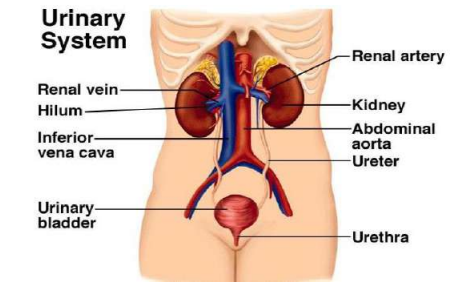 Urinary
System
Renal vein
Hilum
Inferior
vena cava
Urinary
bladder
Renal artery
Kidney
Abdominal
aorta
Ureter
Urethra